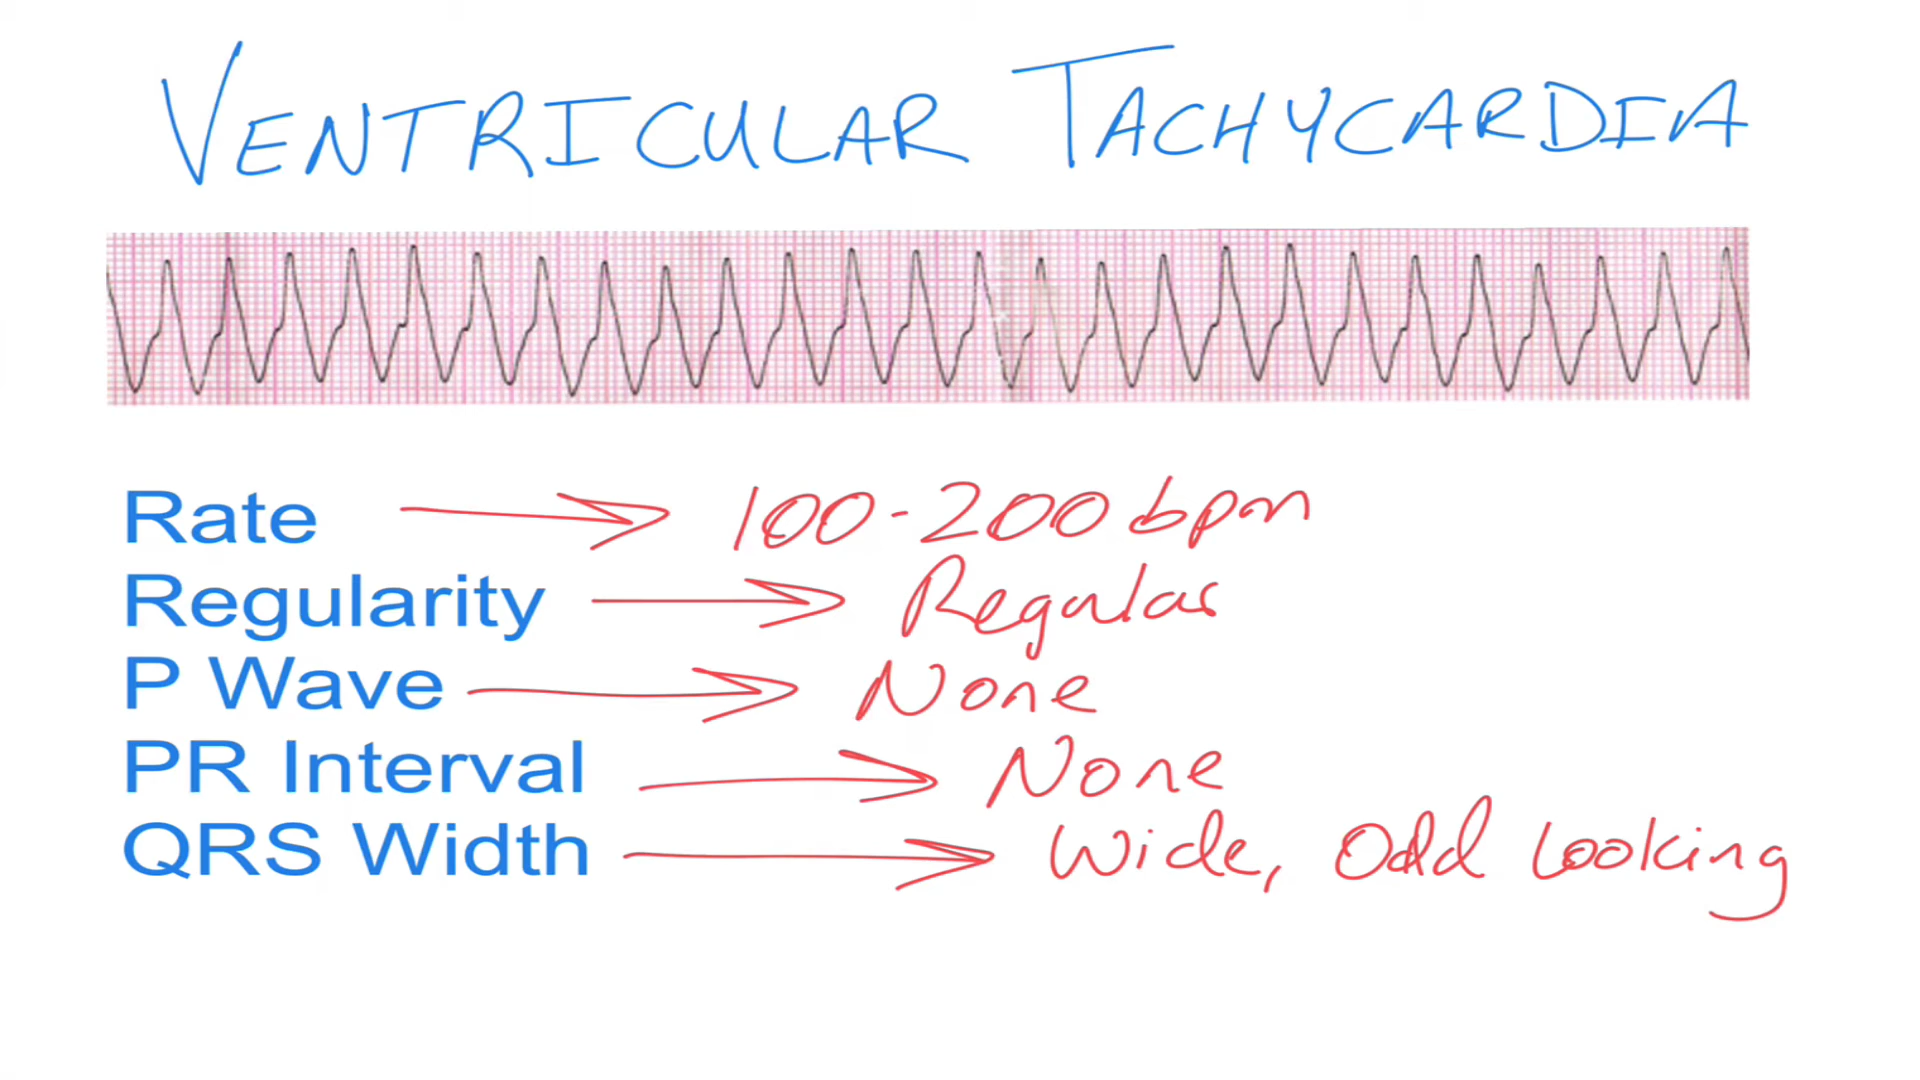 VENTRICULAR TACHYCARDIA
Rate 100-200 bpm
Regularity Regular
P Wave None
PR Interval None
QRS Width Wide, Odd Looking